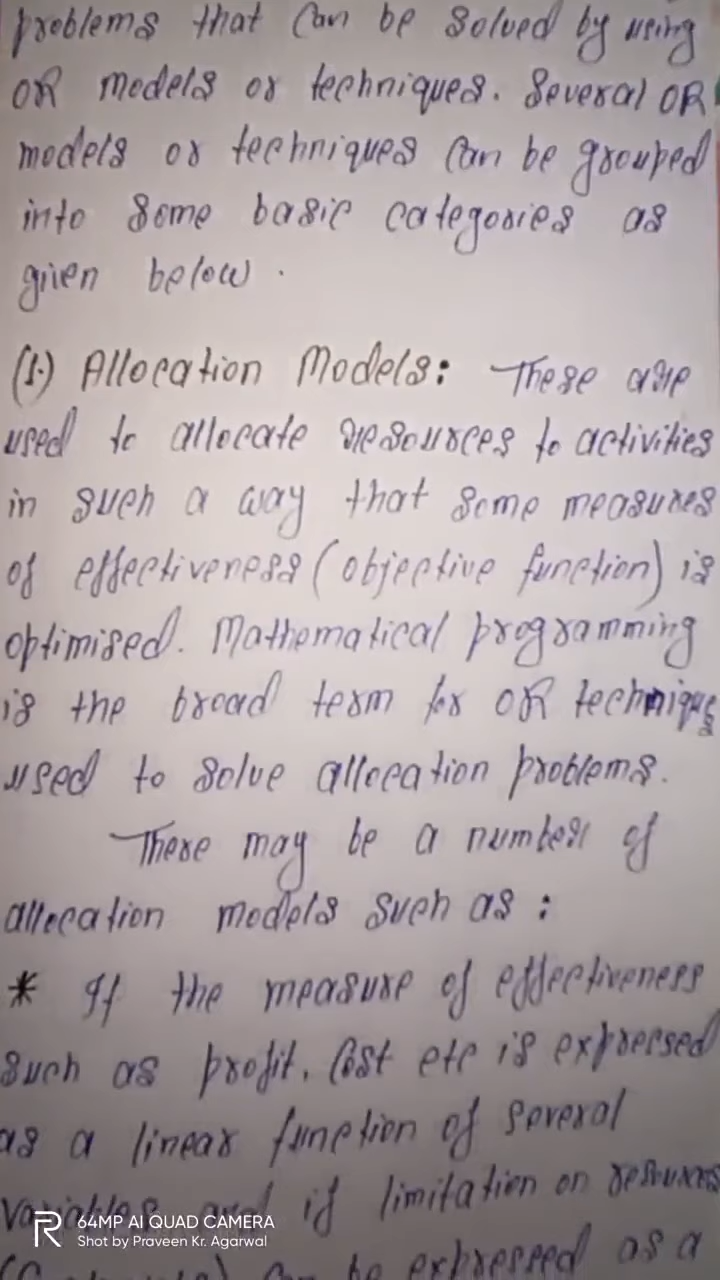 problems that can be solved by using
OR models or techniques. Several OR
models or techniques can be grouped
into some basic categories as
given below.
(1.) Allocation Models: These are
used to allocate resources to activities
in such a way that some measures
of effectiveness (objective function) is
optimised. Mathematical programming
is the broad term for OR techniques
used to solve allocation problems.
There may be a number of
allocation models such as :
* If the measure of effectiveness
such as profit, Cost etc is expressed
as a linear function of several
variables and if limitation on resources
can be expressed as a
R 64MP AI QUAD CAMERA
Shot by Praveen Kr. Agarwal